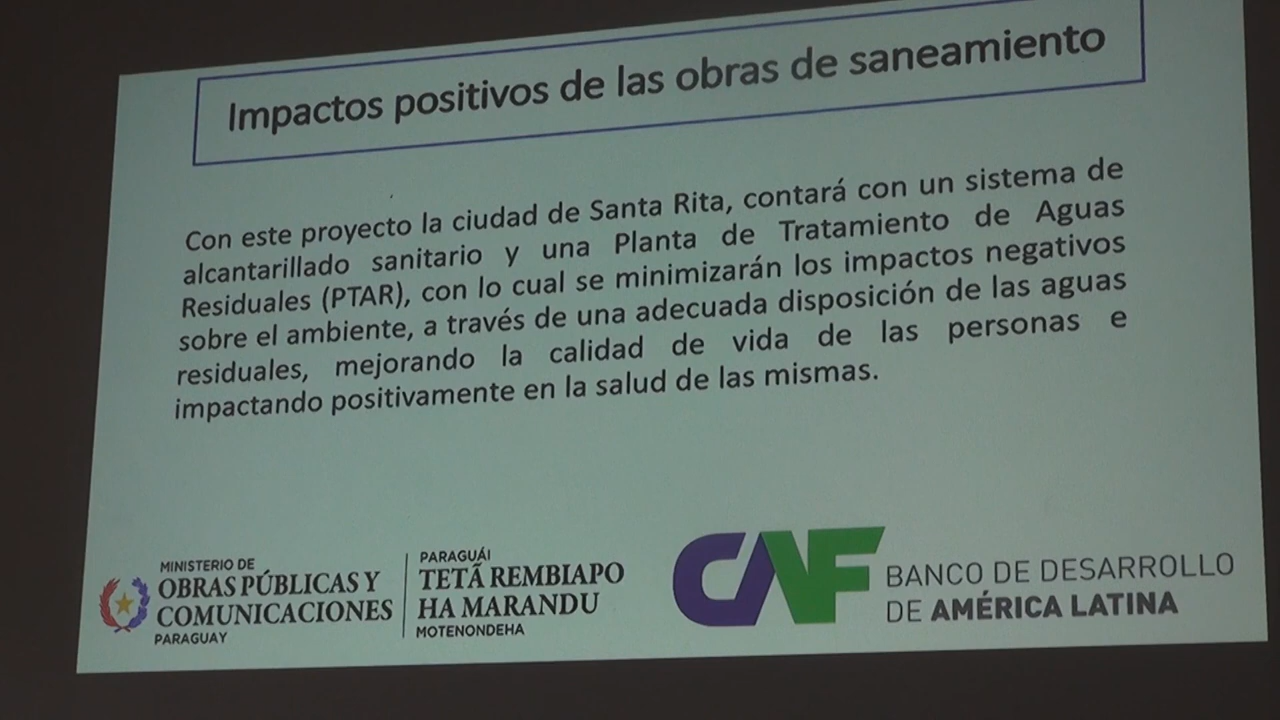 Impactos positivos de las obras de saneamiento
Con este proyecto la ciudad de Santa Rita, contará con un sistema de
alcantarillado sanitario y una Planta de Tratamiento de Aguas
Residuales (PTAR), con lo cual se minimizarán los impactos negativos
sobre el ambiente, a través de una adecuada disposición de las aguas
residuales, mejorando la calidad de vida de las personas e
impactando positivamente en la salud de las mismas.
MINISTERIO DE
OBRAS PÚBLICAS Y
COMUNICACIONES
PARAGUAY
PARAGUÁI
TETÃ REMBIAPO
HA MARANDU
MOTENONDEHA
CAF
BANCO DE DESARROLLO
DE AMÉRICA LATINA